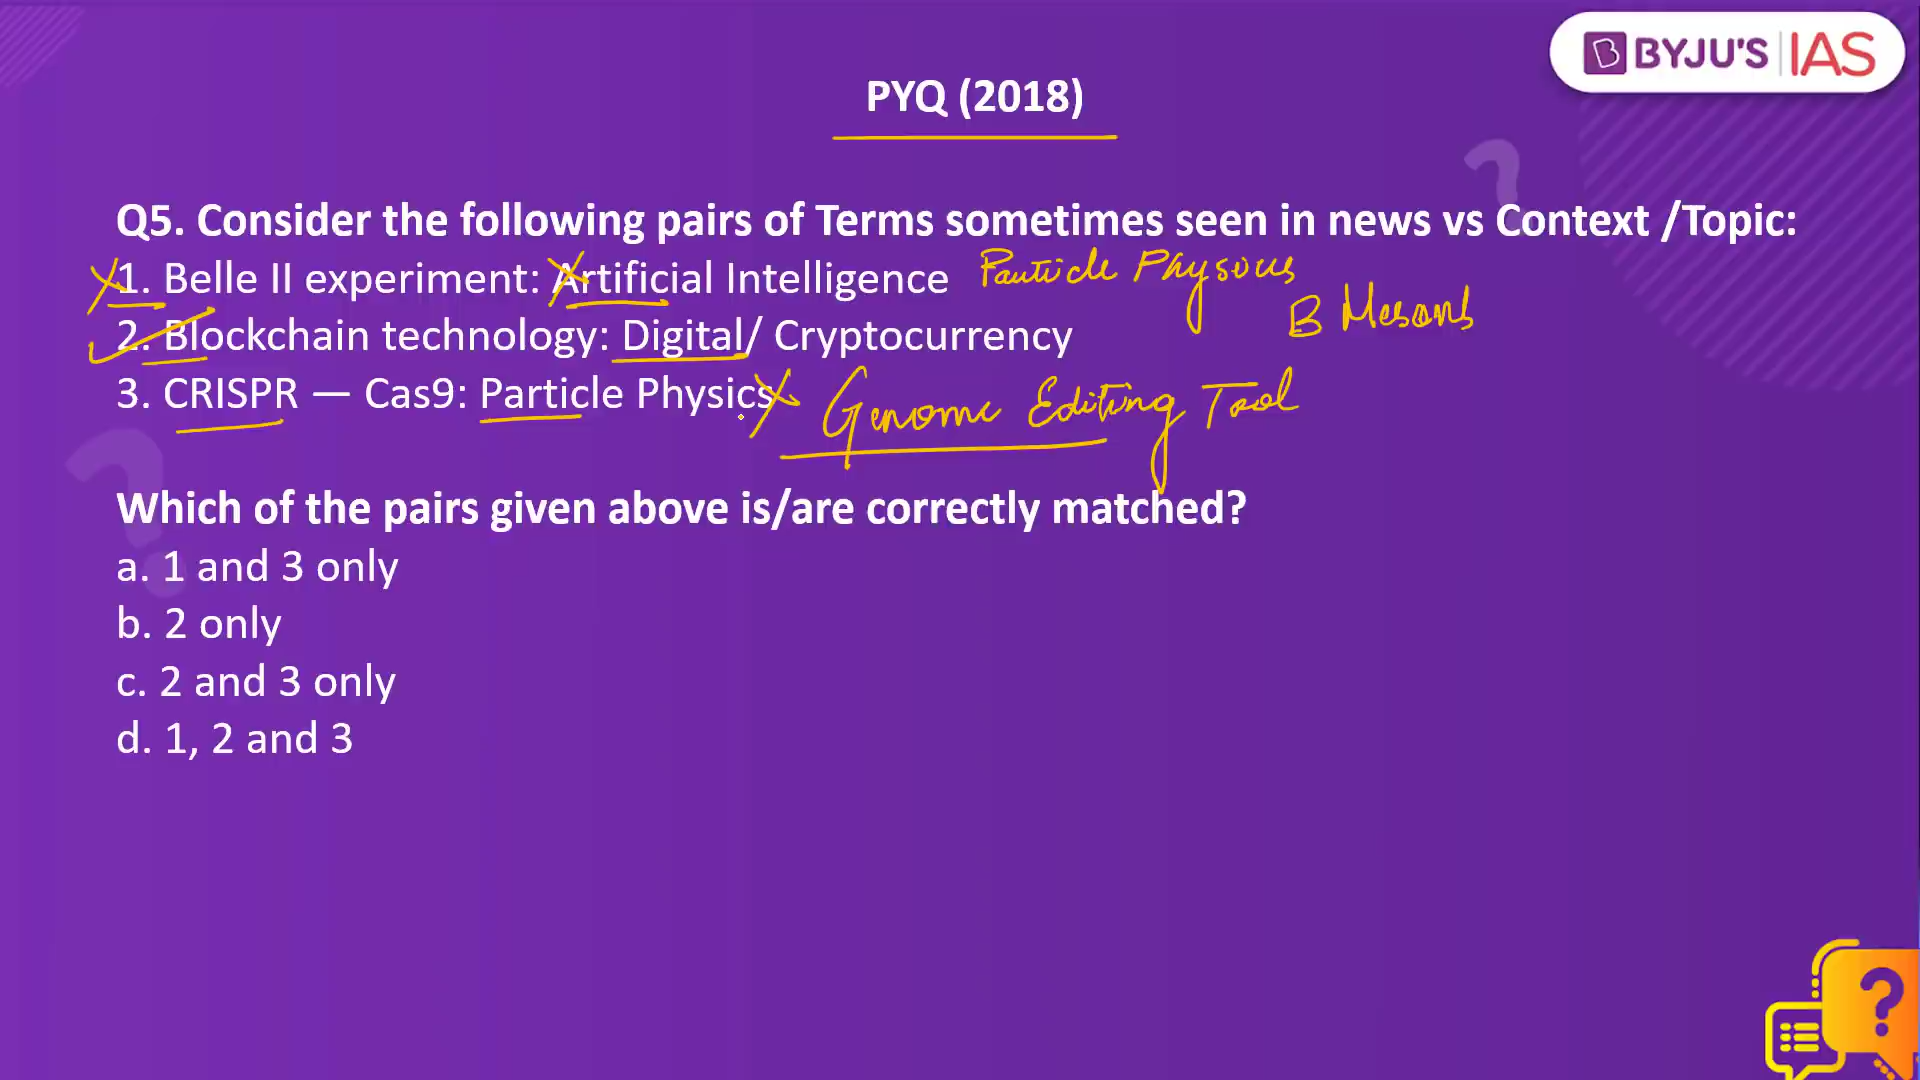 BYJU'S IAS
PYQ (2018)
Q5. Consider the following pairs of Terms sometimes seen in news vs Context /Topic:
1. Belle II experiment: Artificial Intelligence Particle Physics
B Mesons
2. Blockchain technology: Digital/ Cryptocurrency
3. CRISPR — Cas9: Particle Physics Genome Editing Tool
Which of the pairs given above is/are correctly matched?
a. 1 and 3 only
b. 2 only
c. 2 and 3 only
d. 1, 2 and 3